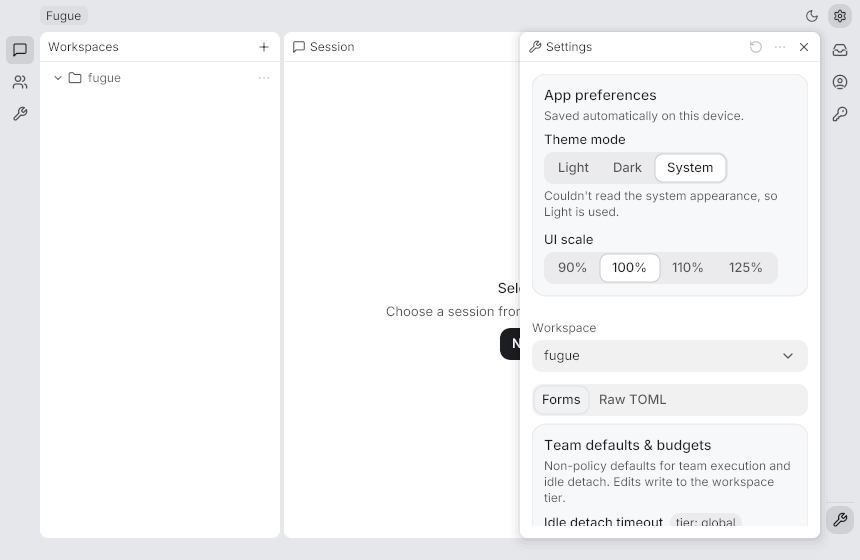 Fugue
Workspaces
fugue
Session
Sele
Choose a session from
N
Settings
App preferences
Saved automatically on this device.
Theme mode
Light Dark System
Couldn't read the system appearance, so
Light is used.
UI scale
90% 100% 110% 125%
Workspace
fugue
Forms Raw TOML
Team defaults & budgets
Non-policy defaults for team execution and
idle detach. Edits write to the workspace
tier.
Idle detach timeout tier: global